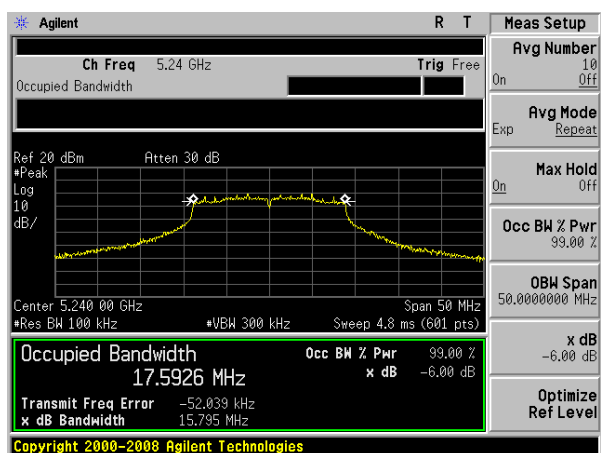 Agilent R T Meas Setup
Ch Freq 5.24 GHz Trig Free
Occupied Bandwidth
Avg Number
10
On Off
Avg Mode
Exp Repeat
Max Hold
On Off
Occ BW % Pwr
99.00 %
OBW Span
50.0000000 MHz
x dB
-6.00 dB
Optimize
Ref Level
Ref 20 dBm Atten 30 dB
#Peak
Log
10
dB/
Center 5.240 00 GHz Span 50 MHz
#Res BW 100 kHz #VBW 300 kHz Sweep 4.8 ms (601 pts)
Occupied Bandwidth Occ BW % Pwr 99.00 %
17.5926 MHz x dB -6.00 dB
Transmit Freq Error -52.039 kHz
x dB Bandwidth 15.795 MHz
Copyright 2000-2008 Agilent Technologies